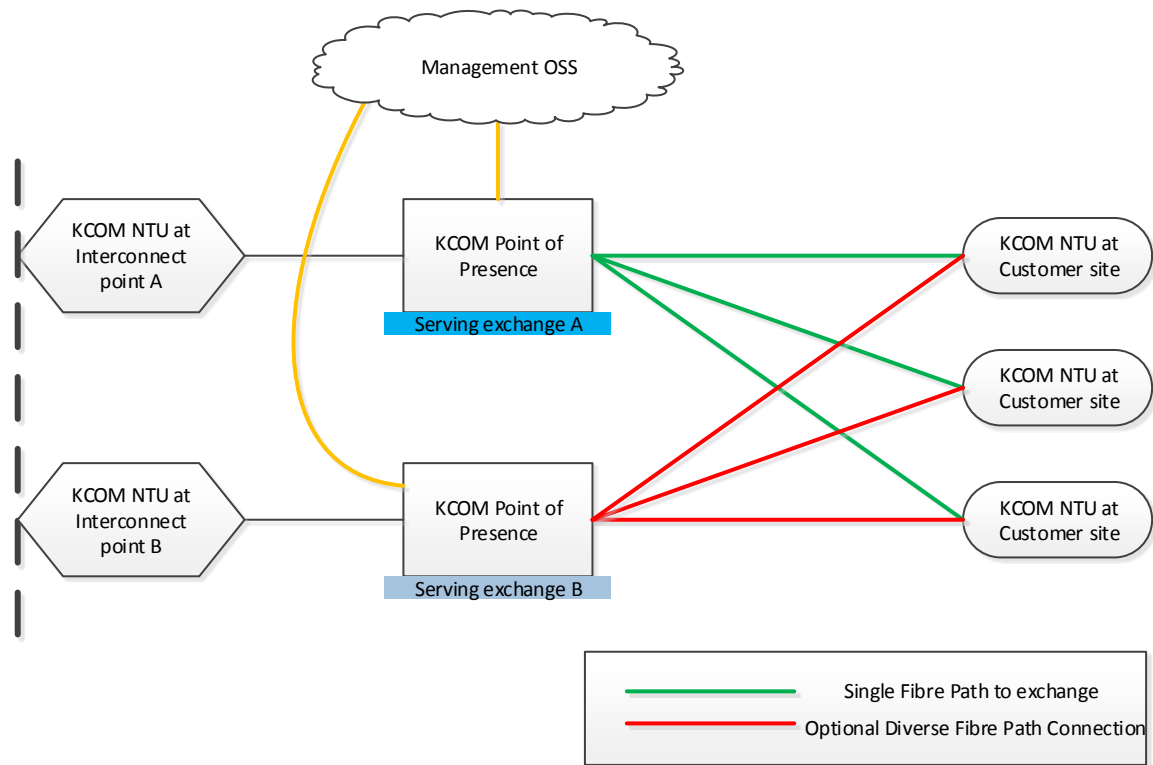 Management OSS
KCOM NTU at
Interconnect
point A
KCOM Point of
Presence
Serving exchange A
KCOM NTU at
Customer site
KCOM NTU at
Customer site
KCOM NTU at
Interconnect
point B
KCOM Point of
Presence
Serving exchange B
KCOM NTU at
Customer site
Single Fibre Path to exchange
Optional Diverse Fibre Path Connection